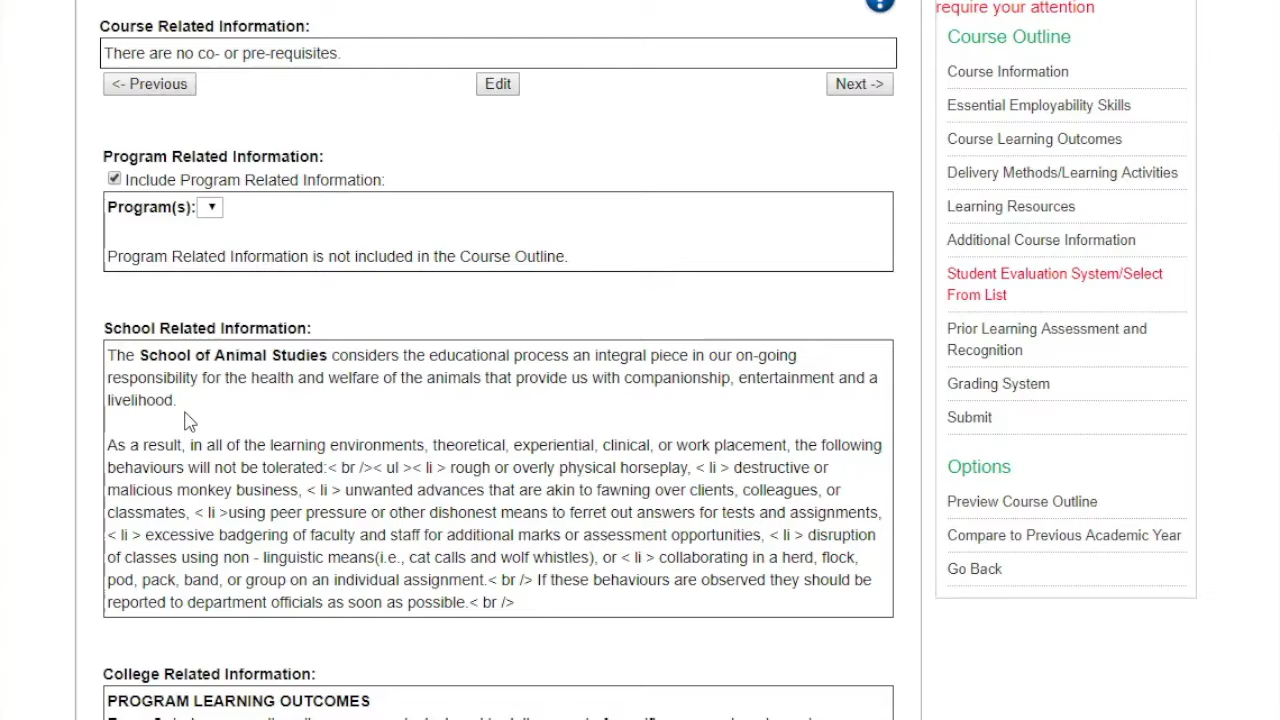 Course Related Information:
There are no co- or pre-requisites.
<- Previous
Edit
Next ->
Program Related Information:
Include Program Related Information:
Program(s):
Program Related Information is not included in the Course Outline.
School Related Information:
The School of Animal Studies considers the educational process an integral piece in our on-going
responsibility for the health and welfare of the animals that provide us with companionship, entertainment and a
livelihood.
As a result, in all of the learning environments, theoretical, experiential, clinical, or work placement, the following
behaviours will not be tolerated:< br />< ul >< li > rough or overly physical horseplay, < li > destructive or
malicious monkey business, < li > unwanted advances that are akin to fawning over clients, colleagues, or
classmates, < li >using peer pressure or other dishonest means to ferret out answers for tests and assignments,
< li > excessive badgering of faculty and staff for additional marks or assessment opportunities, < li > disruption
of classes using non - linguistic means(i.e., cat calls and wolf whistles), or < li > collaborating in a herd, flock,
pod, pack, band, or group on an individual assignment.< br /> If these behaviours are observed they should be
reported to department officials as soon as possible.< br />
College Related Information:
PROGRAM LEARNING OUTCOMES
require your attention
Course Outline
Course Information
Essential Employability Skills
Course Learning Outcomes
Delivery Methods/Learning Activities
Learning Resources
Additional Course Information
Student Evaluation System/Select
From List
Prior Learning Assessment and
Recognition
Grading System
Submit
Options
Preview Course Outline
Compare to Previous Academic Year
Go Back